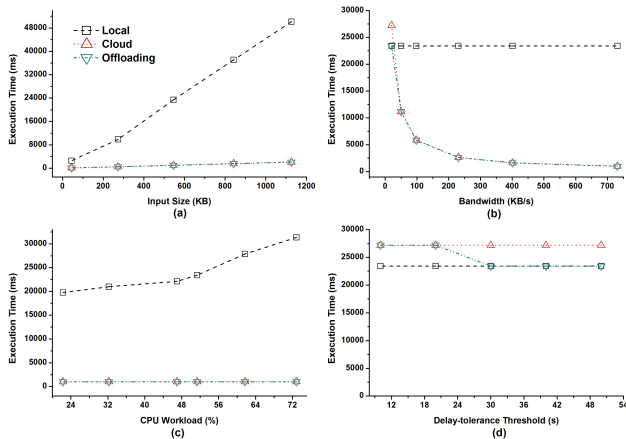 Local
Cloud
Offloading
Execution Time (ms)
48000
40000
32000
24000
16000
8000
0
0 200 400 600 800 1000 1200
Input Size (KB)
(a)
Execution Time (ms)
30000
25000
20000
15000
10000
5000
0
0 100 200 300 400 500 600 700
Bandwidth (KB/s)
(b)
Execution Time (ms)
30000
25000
20000
15000
10000
5000
0
24 32 40 48 56 64 72
CPU Workload (%)
(c)
Execution Time (ms)
30000
25000
20000
15000
10000
5000
0
12 18 24 30 36 42 48 54
Delay-tolerance Threshold (s)
(d)